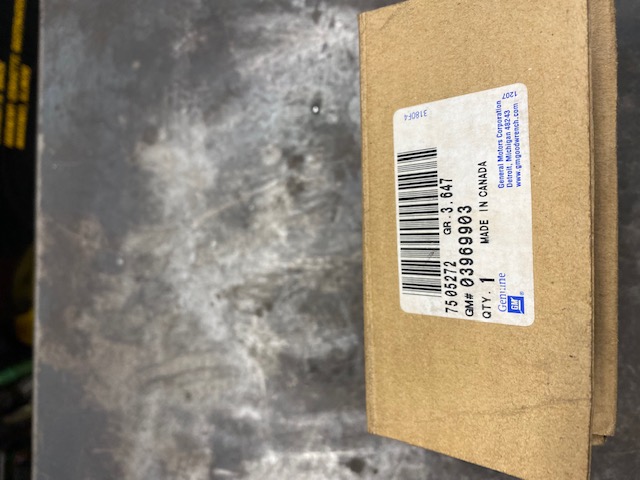 7505272 GR.3.647
GM# 03969903
QTY. 1 MADE IN CANADA
Genuine
GM
®
General Motors Corporation
Detroit, Michigan 48243
www.gmgoodwrench.com
3180F4
1207